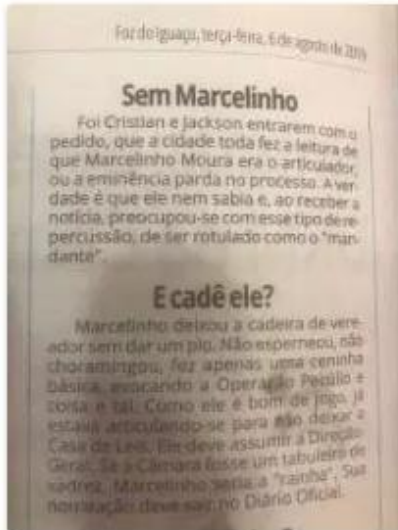 Foz do Iguaçu, terça-feira, 6 de agosto de 2019
Sem Marcelinho
Foi Cristian e Jackson entrarem com o
pedido, que a cidade toda fez a leitura de
que Marcelinho Moura era o articulador,
ou a eminência parda no processo. A ver-
dade é que ele nem sabia e, ao receber a
notícia, preocupou-se com esse tipo de re-
percussão, de ser rotulado como o "man-
dante".
E cadê ele?
Marcelinho deixou a cadeira de vere-
ador sem dar um pio. Não esperneou, não
choramingou, fez apenas uma ceninha
básica, evocando a Operação Pecúlio e
coisa e tal. Como ele é bom de jogo, já
estava articulando-se para não deixar a
Casa de Leis. Ele deve assumir a Direção-
Geral. Se a Câmara fosse um tabuleiro de
xadrez, Marcelinho seria a "rainha". Sua
nomeação deve sair no Diário Oficial.